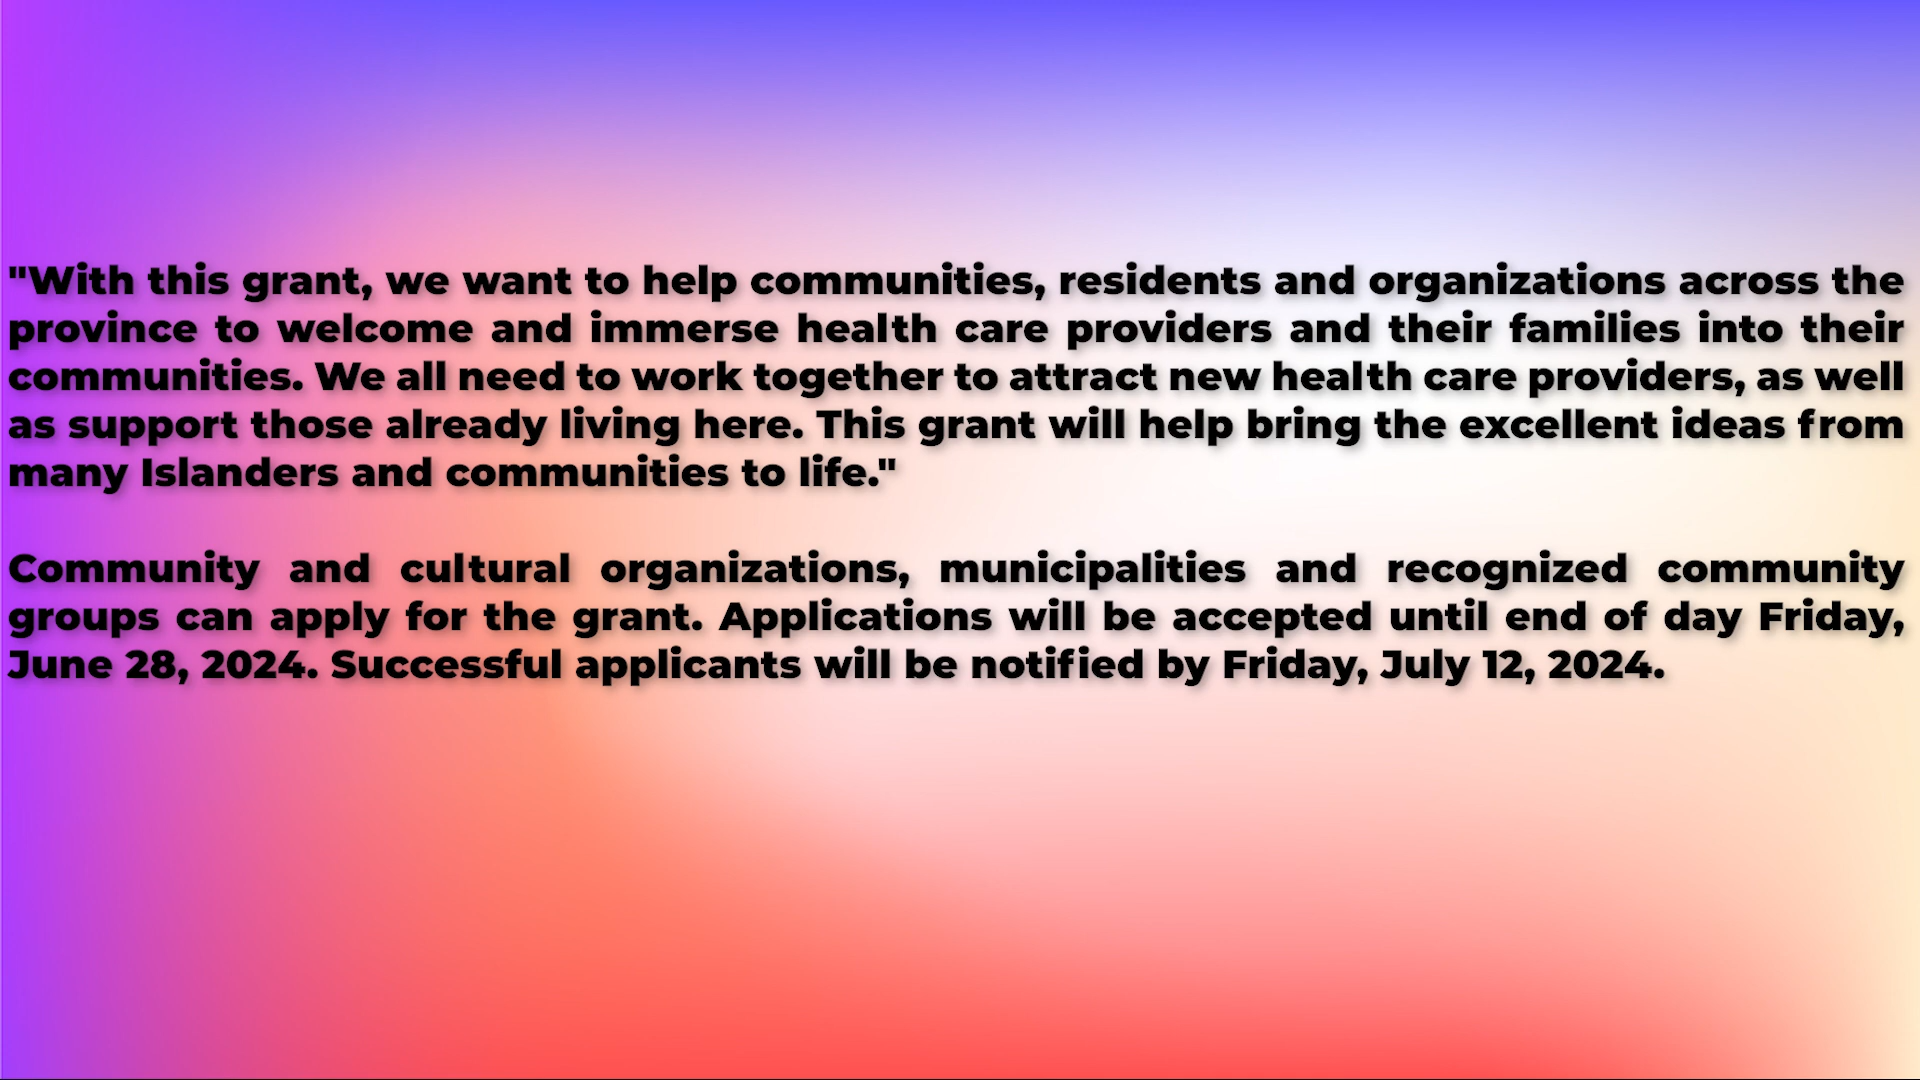 "With this grant, we want to help communities, residents and organizations across the
province to welcome and immerse health care providers and their families into their
communities. We all need to work together to attract new health care providers, as well
as support those already living here. This grant will help bring the excellent ideas from
many Islanders and communities to life."
Community and cultural organizations, municipalities and recognized community
groups can apply for the grant. Applications will be accepted until end of day Friday,
June 28, 2024. Successful applicants will be notified by Friday, July 12, 2024.